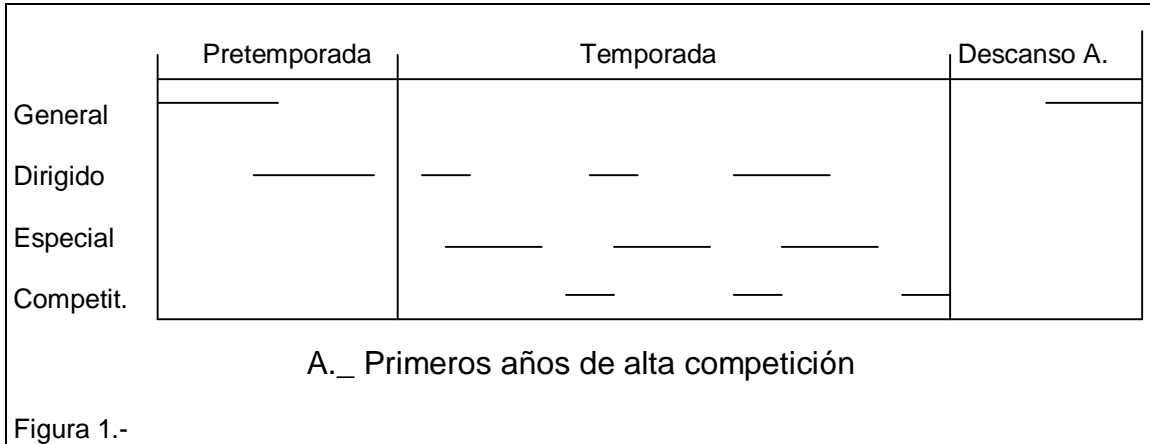 Pretemporada Temporada Descanso A.
General
Dirigido
Especial
Competit.
A._ Primeros años de alta competición
Figura 1.-